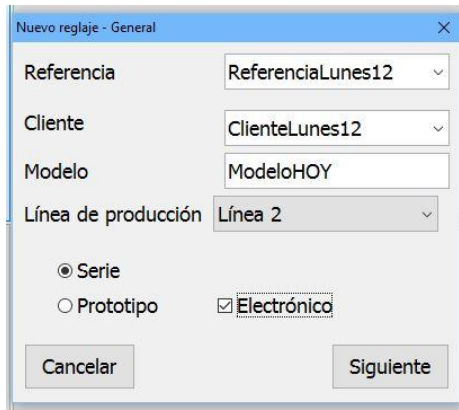 Nuevo reglaje - General
Referencia ReferenciaLunes12
Cliente ClienteLunes12
Modelo ModeloHOY
Línea de producción Línea 2
Serie
Prototipo Electrónico
Cancelar Siguiente